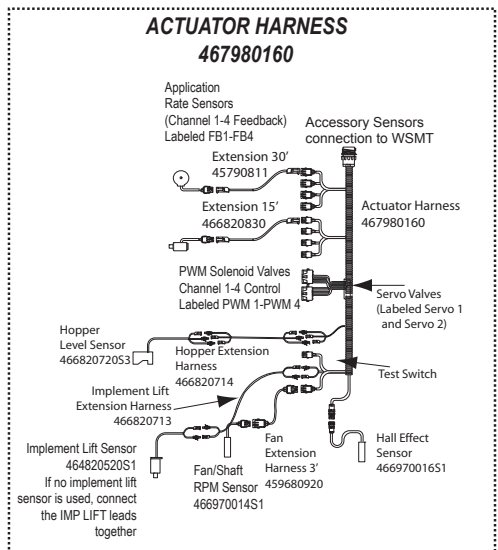 ACTUATOR HARNESS
467980160
Application
Rate Sensors
(Channel 1-4 Feedback)
Labeled FB1-FB4
Accessory Sensors
connection to WSMT
Extension 30'
45790811
Extension 15'
466820830
Actuator Harness
467980160
PWM Solenoid Valves
Channel 1-4 Control
Labeled PWM 1-PWM 4
Servo Valves
(Labeled Servo 1
and Servo 2)
Hopper
Level Sensor
466820720S3
Hopper Extension
Harness
466820714
Test Switch
Implement Lift
Extension Harness
466820713
Implement Lift Sensor
464820520S1
If no implement lift
sensor is used, connect
the IMP LIFT leads
together
Fan/Shaft
RPM Sensor
466970014S1
Fan
Extension
Harness 3'
459680920
Hall Effect
Sensor
466970016S1